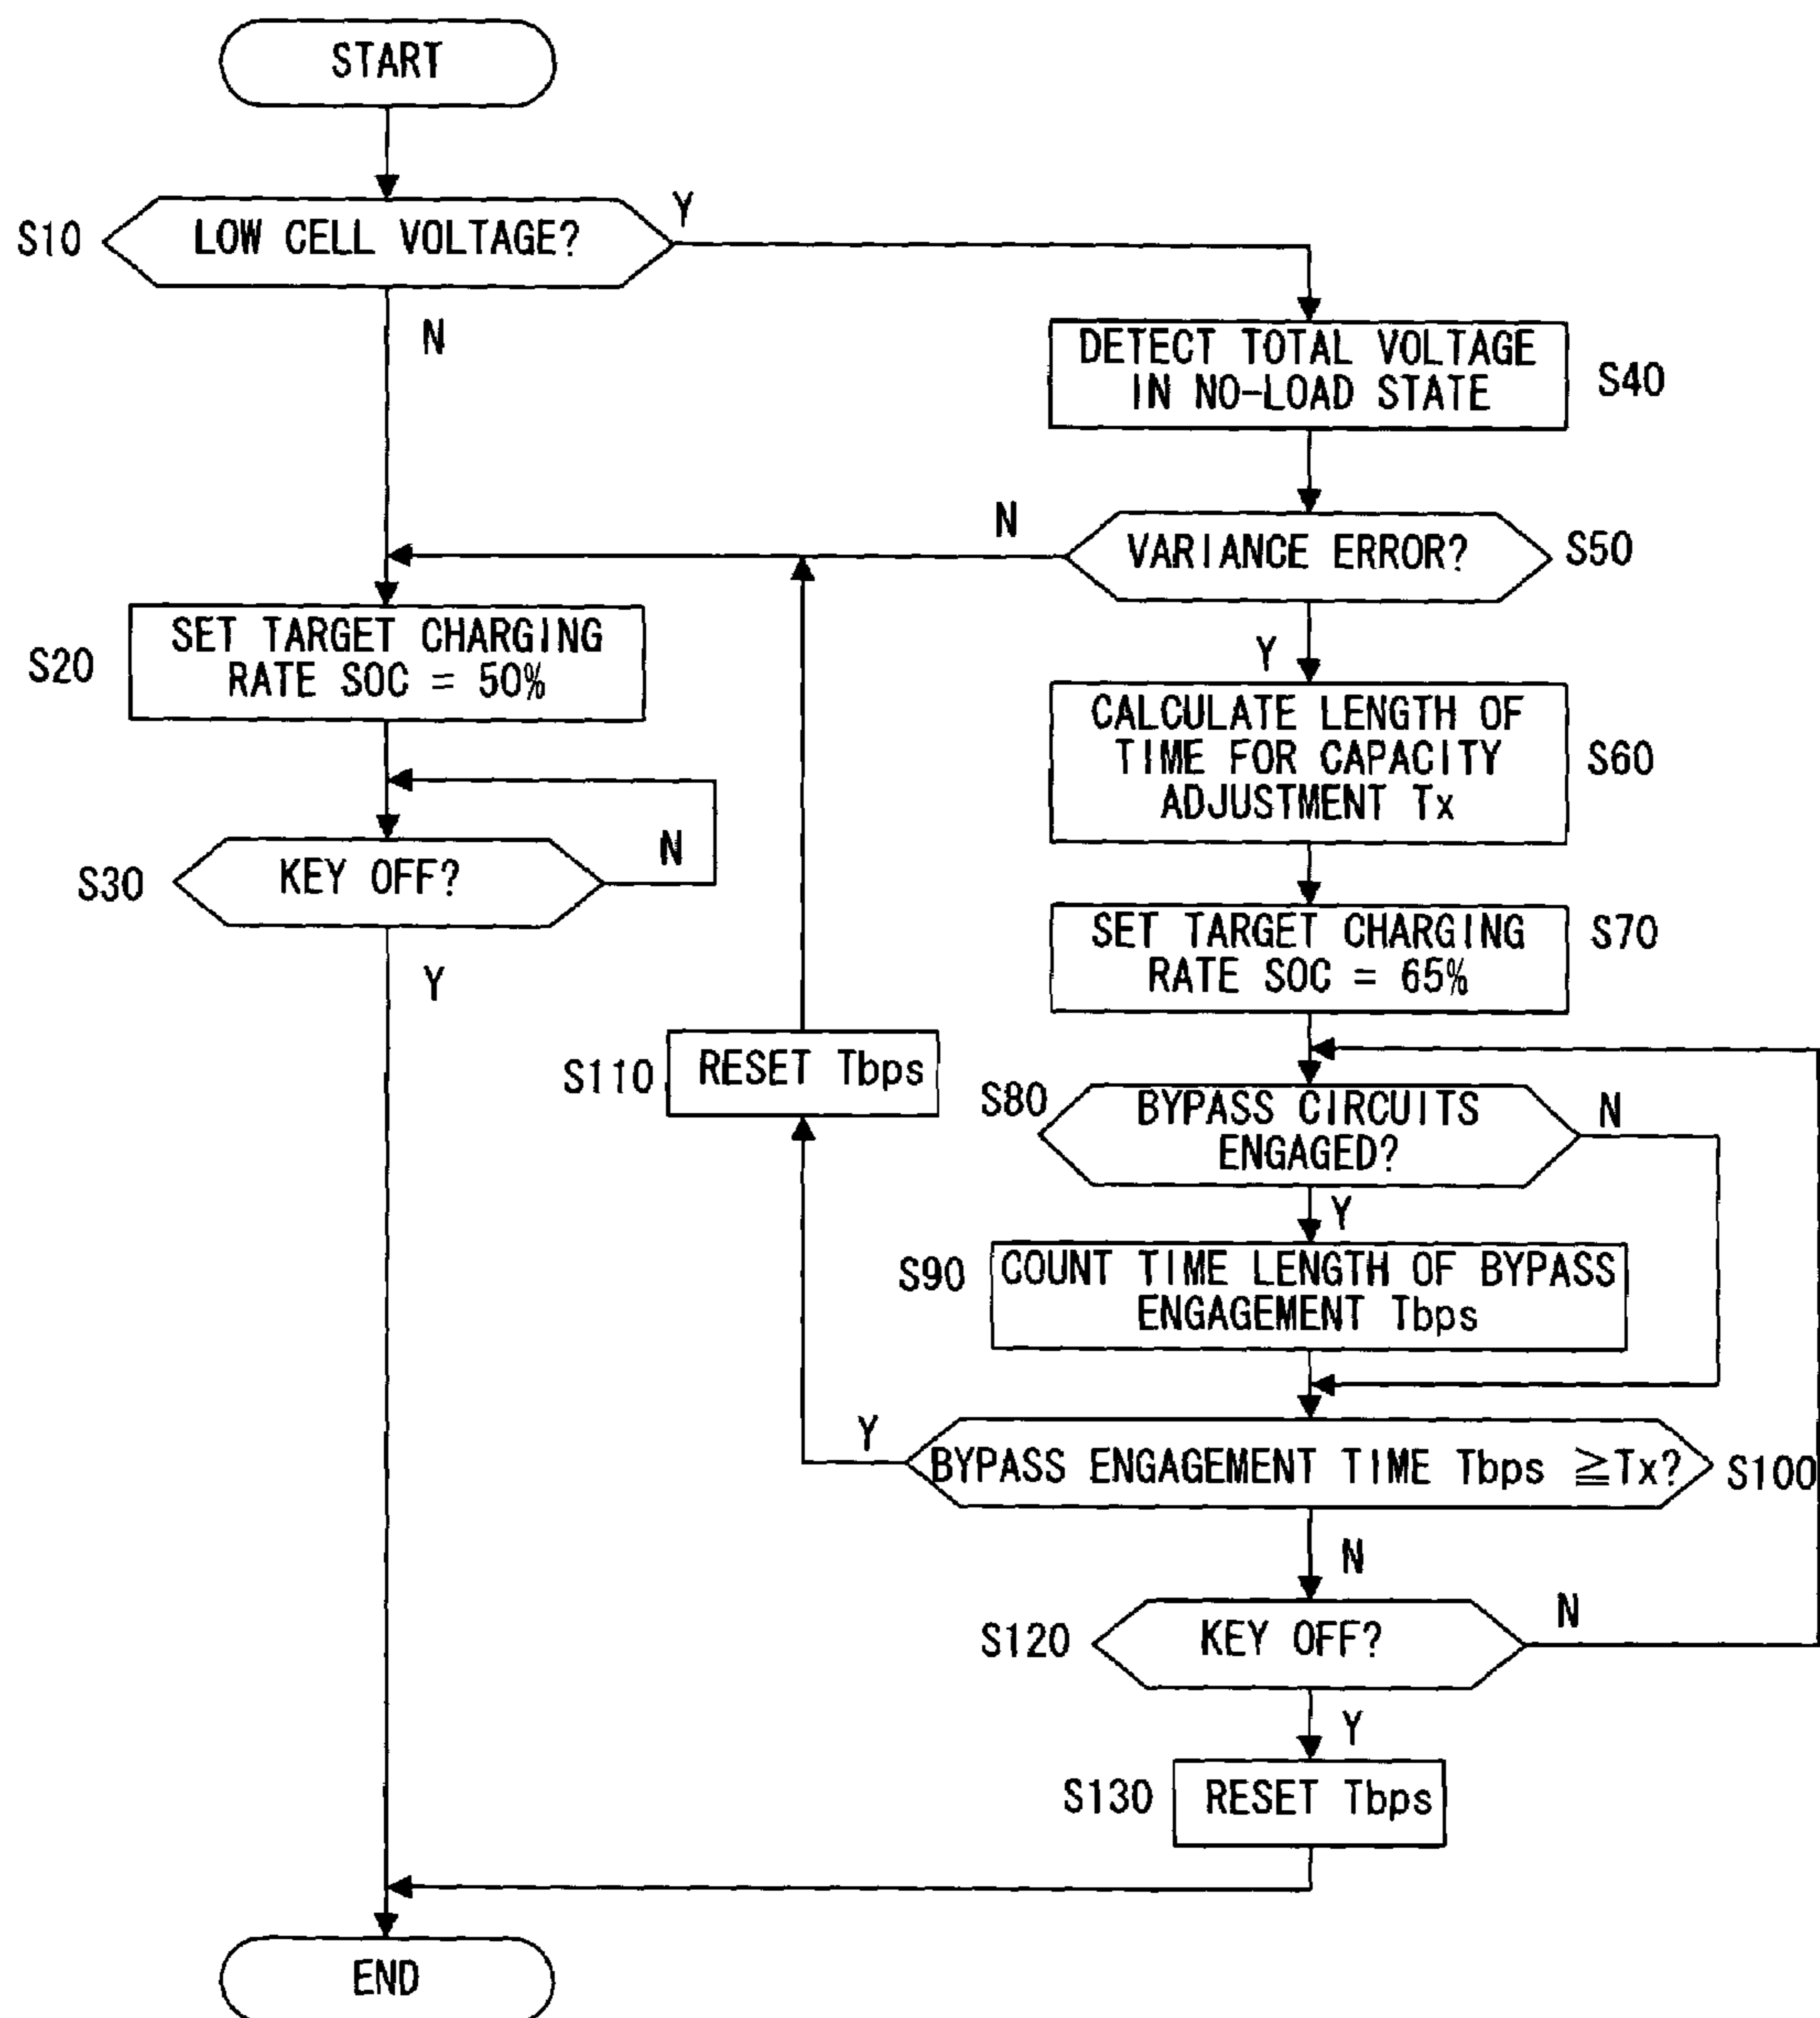 START
S10
LOW CELL VOLTAGE?
Y
N
DETECT TOTAL VOLTAGE
IN NO-LOAD STATE
S40
N
VARIANCE ERROR?
S50
Y
S20
SET TARGET CHARGING
RATE SOC = 50%
CALCULATE LENGTH OF
TIME FOR CAPACITY
ADJUSTMENT Tx
S60
S30
KEY OFF?
N
Y
SET TARGET CHARGING
RATE SOC = 65%
S70
S110
RESET Tbps
S80
BYPASS CIRCUITS
ENGAGED?
N
Y
S90
COUNT TIME LENGTH OF BYPASS
ENGAGEMENT Tbps
Y
BYPASS ENGAGEMENT TIME Tbps ≧Tx?
S100
N
S120
KEY OFF?
N
Y
S130
RESET Tbps
END